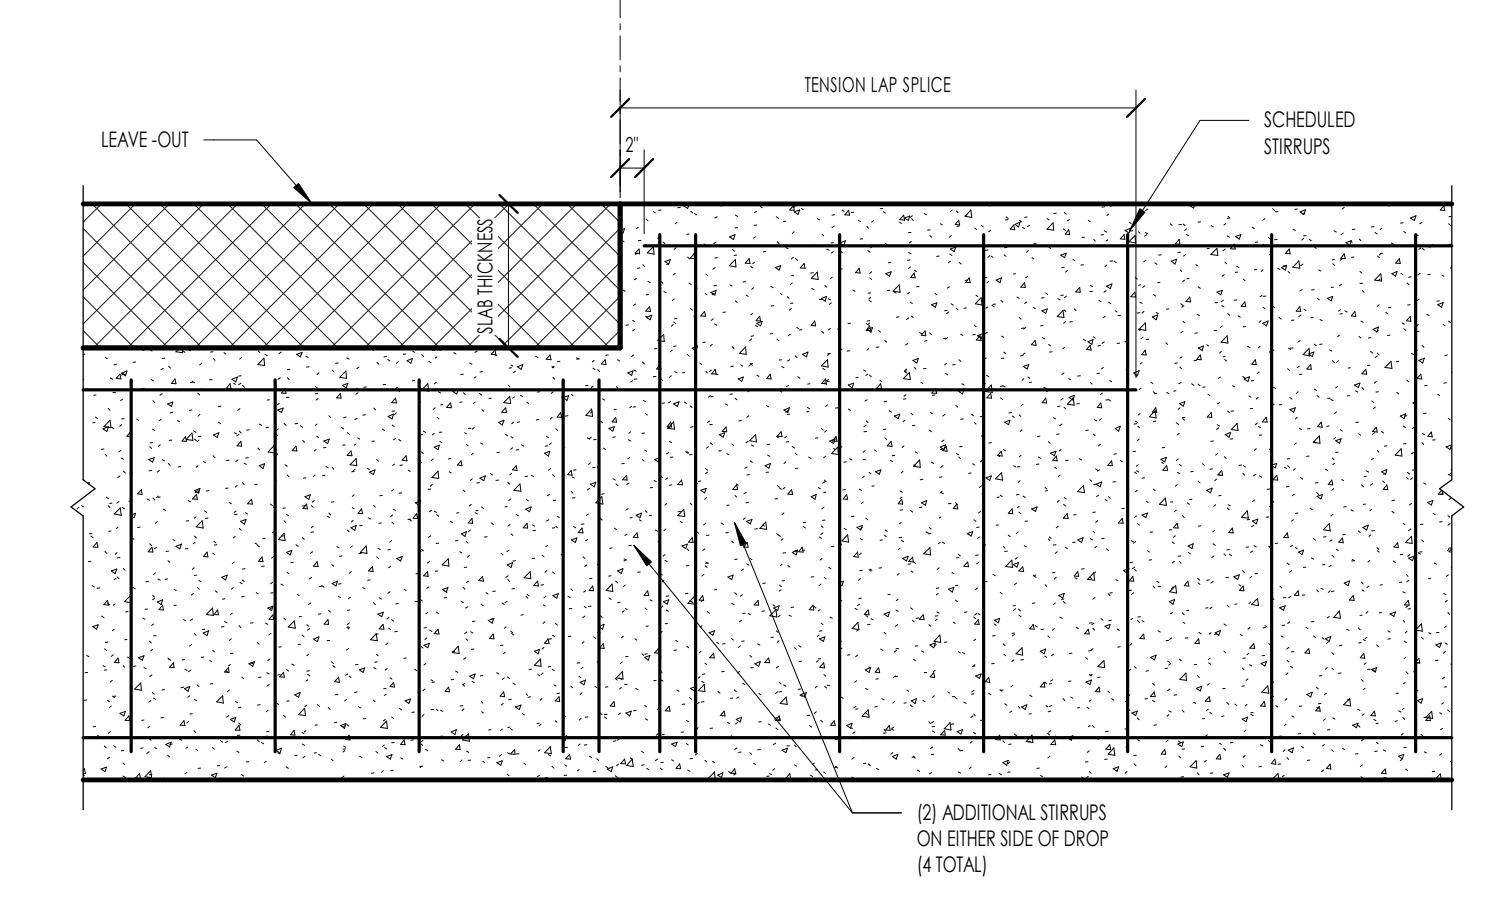 TENSION LAP SPLICE
SCHEDULED
STIRRUPS
LEAVE -OUT
2"
SLAB THICKNESS
(2) ADDITIONAL STIRRUPS
ON EITHER SIDE OF DROP
(4 TOTAL)